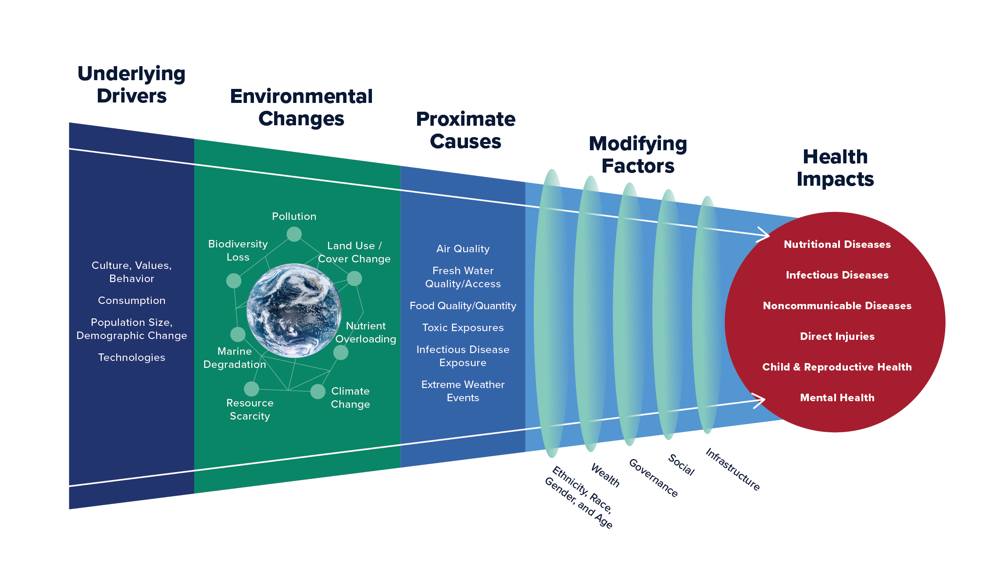 Underlying
Drivers
Environmental
Changes
Proximate
Causes
Modifying
Factors
Health
Impacts
Culture, Values,
Behavior
Consumption
Population Size,
Demographic Change
Technologies
Pollution
Biodiversity
Loss
Land Use /
Cover Change
Nutrient
Overloading
Marine
Degradation
Climate
Change
Resource
Scarcity
Air Quality
Fresh Water
Quality/Access
Food Quality/Quantity
Toxic Exposures
Infectious Disease
Exposure
Extreme Weather
Events
Ethnicity, Race,
Gender, and Age
Wealth
Governance
Social
Infrastructure
Nutritional Diseases
Infectious Diseases
Noncommunicable Diseases
Direct Injuries
Child & Reproductive Health
Mental Health